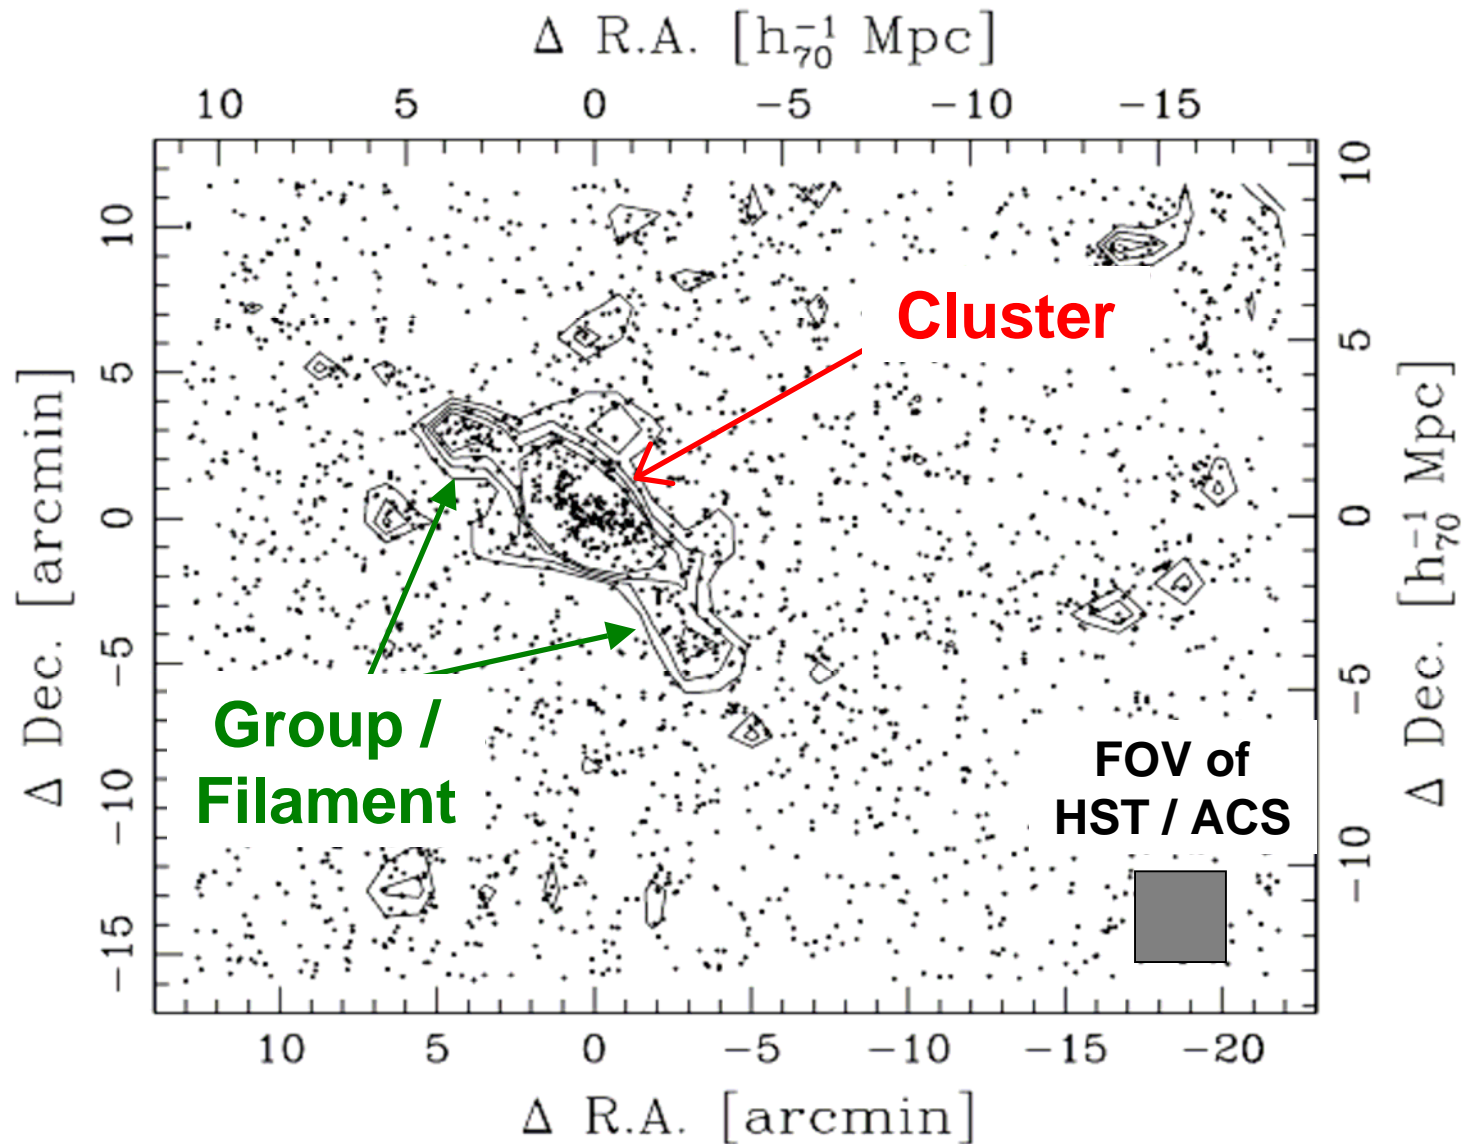 Δ R.A. [h₇₀⁻¹ Mpc]
10 5 0 −5 −10 −15
10 5 0 −5 −10 −15
Δ Dec. [arcmin]
10 5 0 −5 −10
Δ Dec. [h₇₀⁻¹ Mpc]
Cluster
Group /
Filament
FOV of
HST / ACS
10 5 0 −5 −10 −15 −20
Δ R.A. [arcmin]